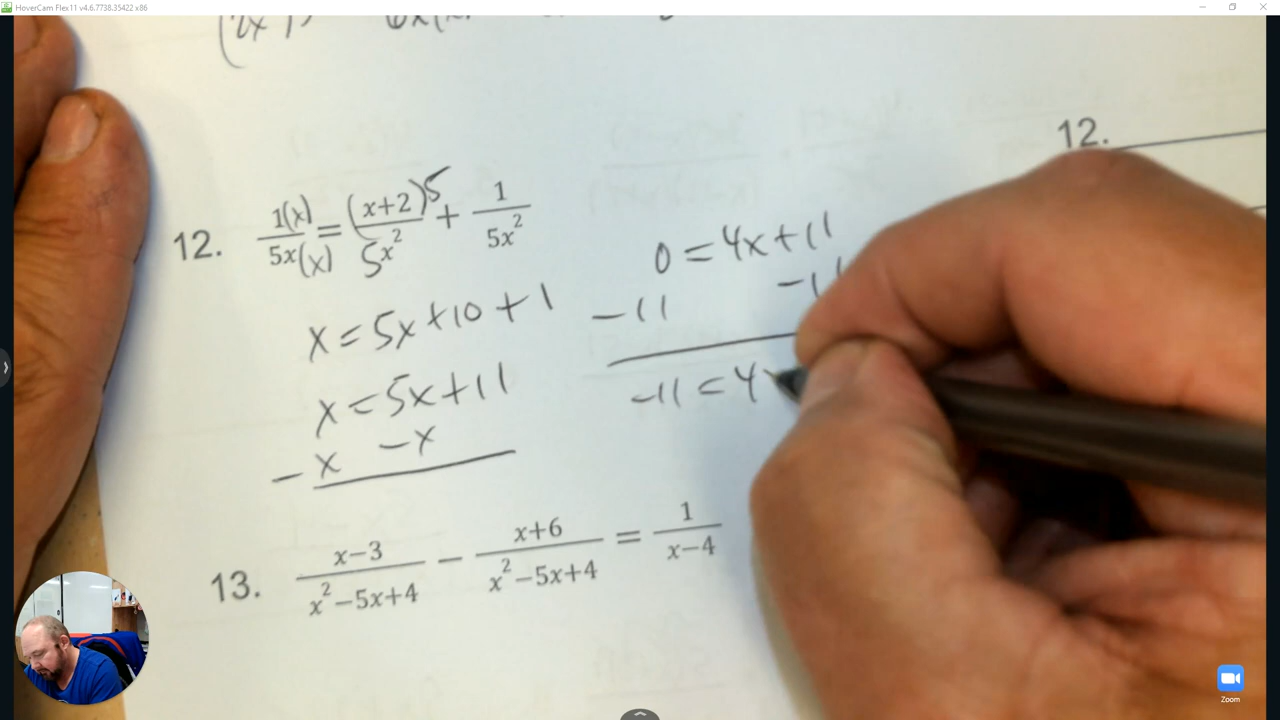 HoverCam Flex11 v4.6.7738.35422 x86
12.
12. 1(x)/5x(x) = (x+2)5/5x² + 1/5x²
x = 5x + 10 + 1
x = 5x + 11
- x - x
0 = 4x + 11
-11 -11
-11 = 4
13. x-3/x²-5x+4 - x+6/x²-5x+4 = 1/x-4
Zoom